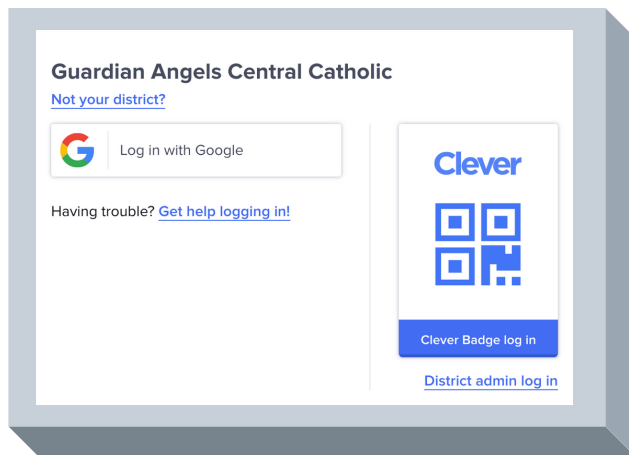 Guardian Angels Central Catholic
Not your district?
Log in with Google
Having trouble? Get help logging in!
Clever
Clever Badge log in
District admin log in